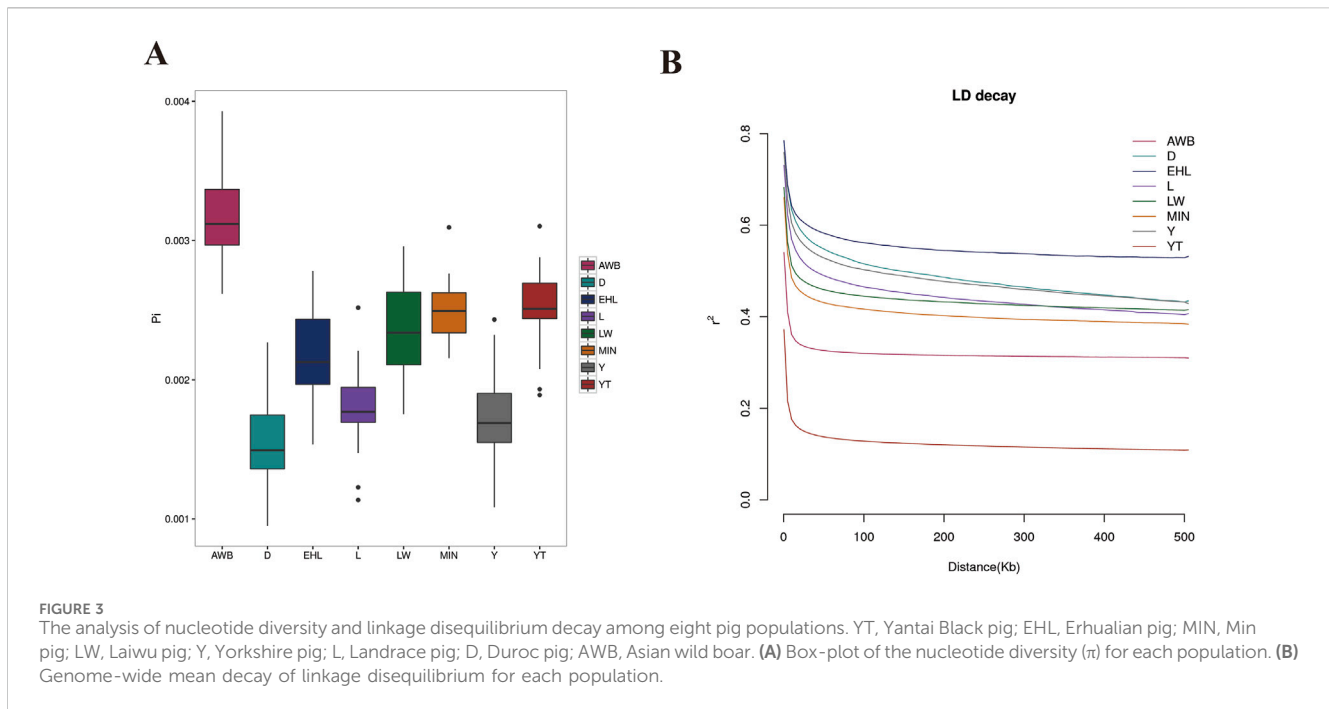 A
0.004
0.003
0.002
0.001
Pi
AWB D EHL L LW MIN Y YT
AWB
D
EHL
L
LW
MIN
Y
YT
B
LD decay
0.8
0.6
0.4
0.2
0.0
r²
0 100 200 300 400 500
Distance(Kb)
AWB
D
EHL
L
LW
MIN
Y
YT
FIGURE 3
The analysis of nucleotide diversity and linkage disequilibrium decay among eight pig populations. YT, Yantai Black pig; EHL, Erhualian pig; MIN, Min
pig; LW, Laiwu pig; Y, Yorkshire pig; L, Landrace pig; D, Duroc pig; AWB, Asian wild boar. (A) Box-plot of the nucleotide diversity (π) for each population. (B)
Genome-wide mean decay of linkage disequilibrium for each population.